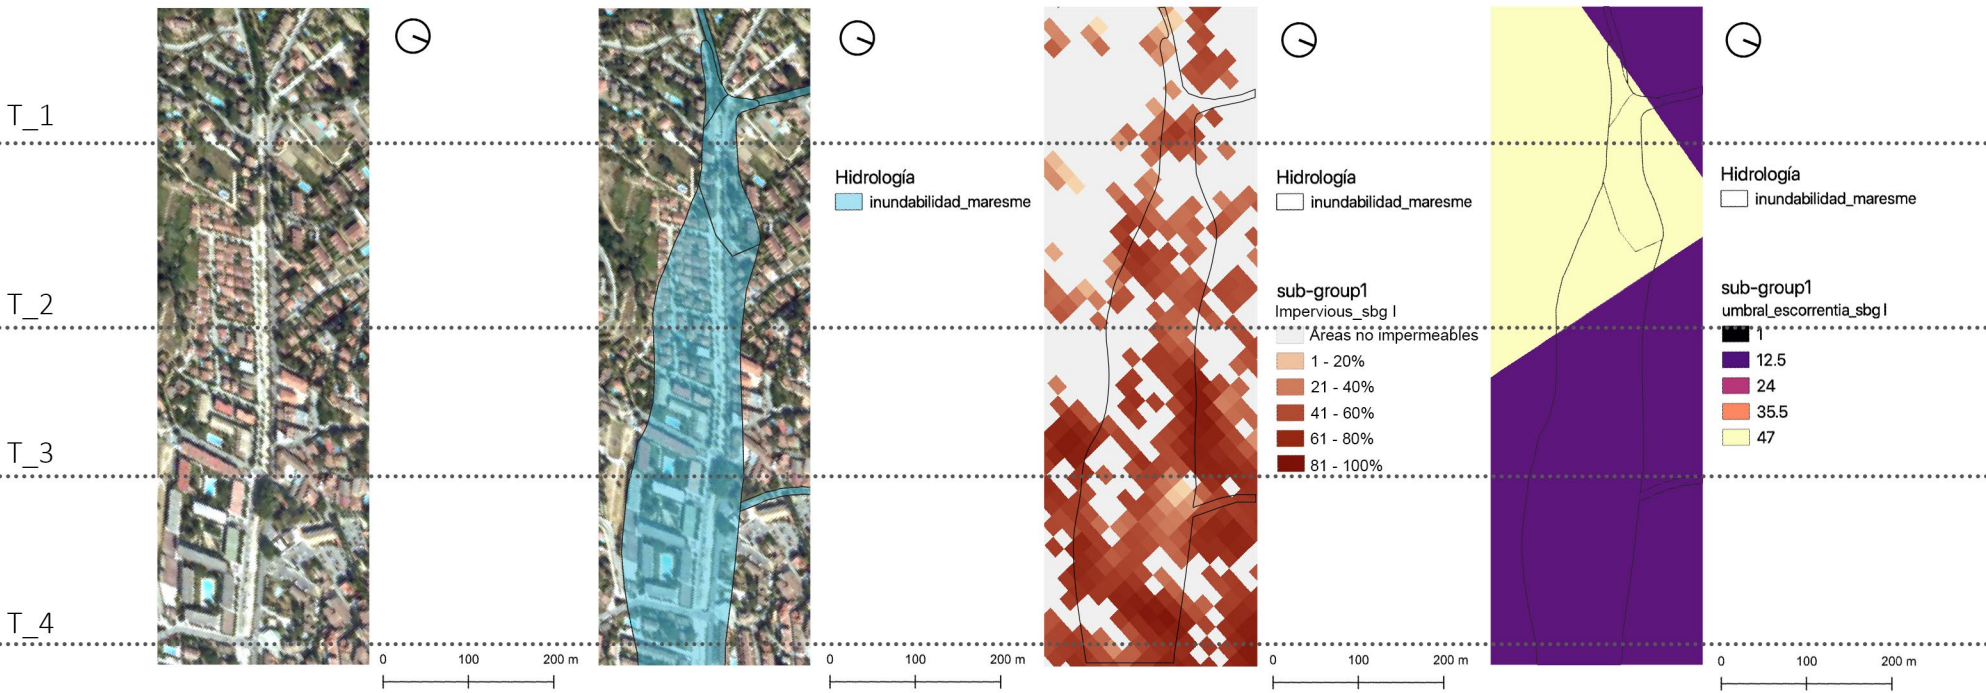 T_1
T_2
T_3
T_4
0 100 200 m
Hidrología
inundabilidad_maresme
0 100 200 m
Hidrología
inundabilidad_maresme
sub-group1
Impervious_sbg I
Áreas no impermeables
1 - 20%
21 - 40%
41 - 60%
61 - 80%
81 - 100%
0 100 200 m
Hidrología
inundabilidad_maresme
sub-group1
umbral_escorrentia_sbg I
1
12.5
24
35.5
47
0 100 200 m